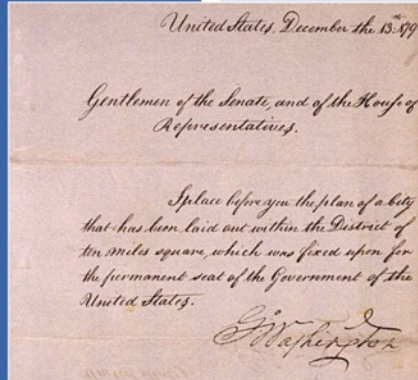 United States, December the 13:
Gentlemen of the Senate, and of the House of
Representatives.
I place before you the plan of a City
that has been laid out within the District of
ten miles square, which was fixed upon for
the permanent seat of the Government of the
United States.
G:Washington